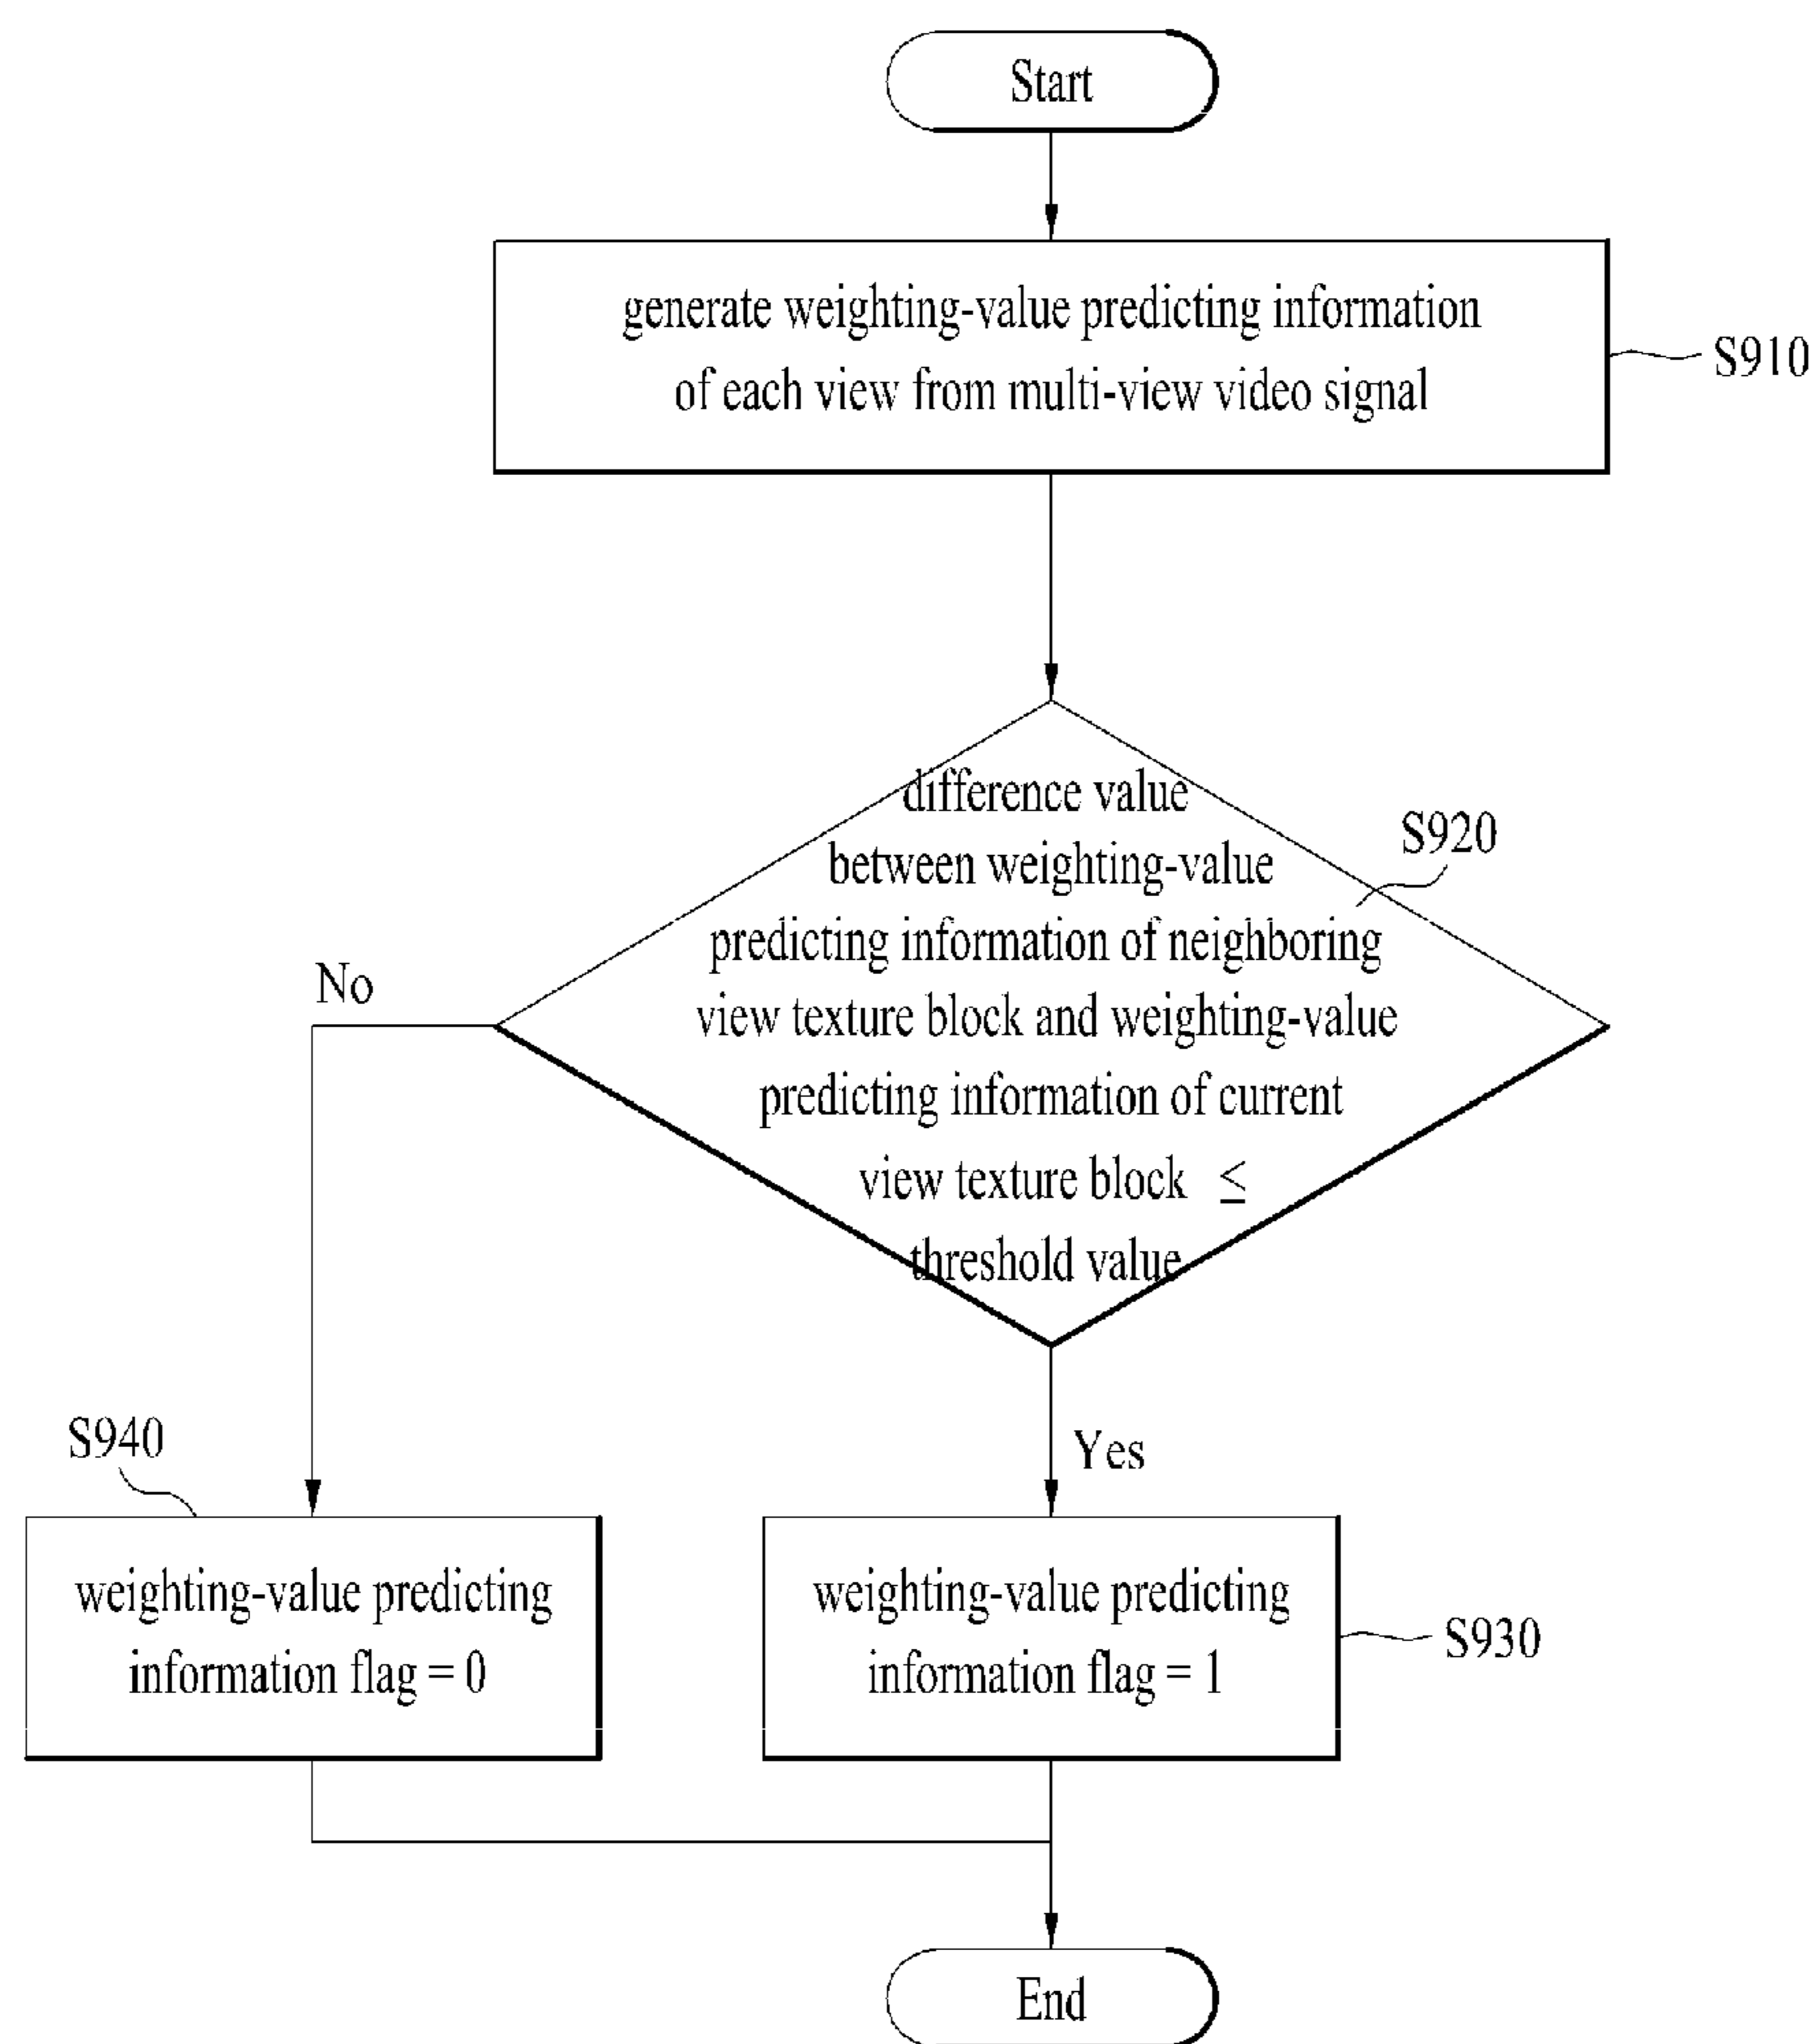 Start
generate weighting-value predicting information
of each view from multi-view video signal
S910
difference value
between weighting-value
predicting information of neighboring
view texture block and weighting-value
predicting information of current
view texture block ≤
threshold value
S920
No
Yes
S940
weighting-value predicting
information flag = 0
weighting-value predicting
information flag = 1
S930
End